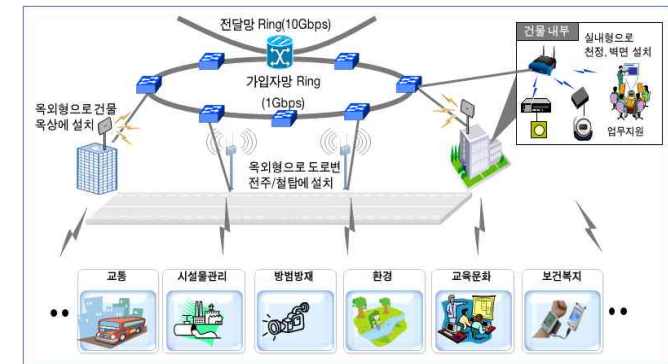 전달망 Ring(10Gbps)
가입자망 Ring
(1Gbps)
옥외형으로 건물
옥상에 설치
옥외형으로 도로변
전주/철탑에 설치
건물 내부
실내형으로
천정, 벽면 설치
업무지원
교통
시설물관리
방범방재
환경
교육문화
보건복지